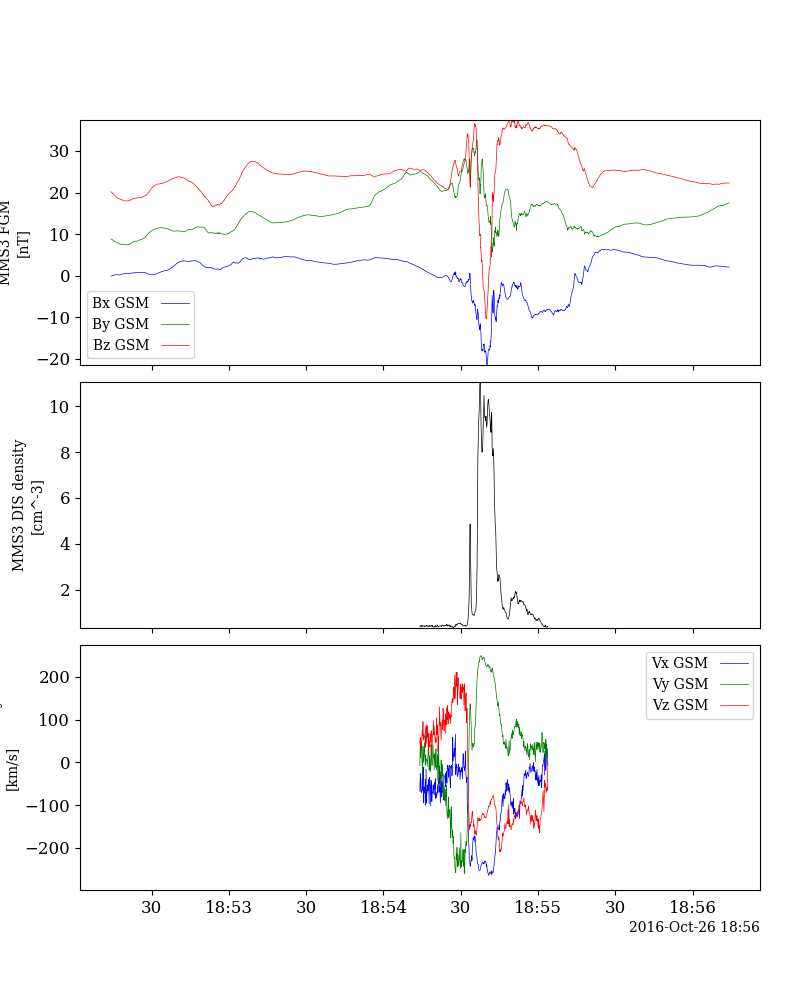 30
20
10
0
−10
−20
MMS3 FGM
[nT]
Bx GSM
By GSM
Bz GSM
10
8
6
4
2
MMS3 DIS density
[cm^-3]
200
100
0
−100
−200
[km/s]
Vx GSM
Vy GSM
Vz GSM
30 18:53 30 18:54 30 18:55 30 18:56
2016-Oct-26 18:56